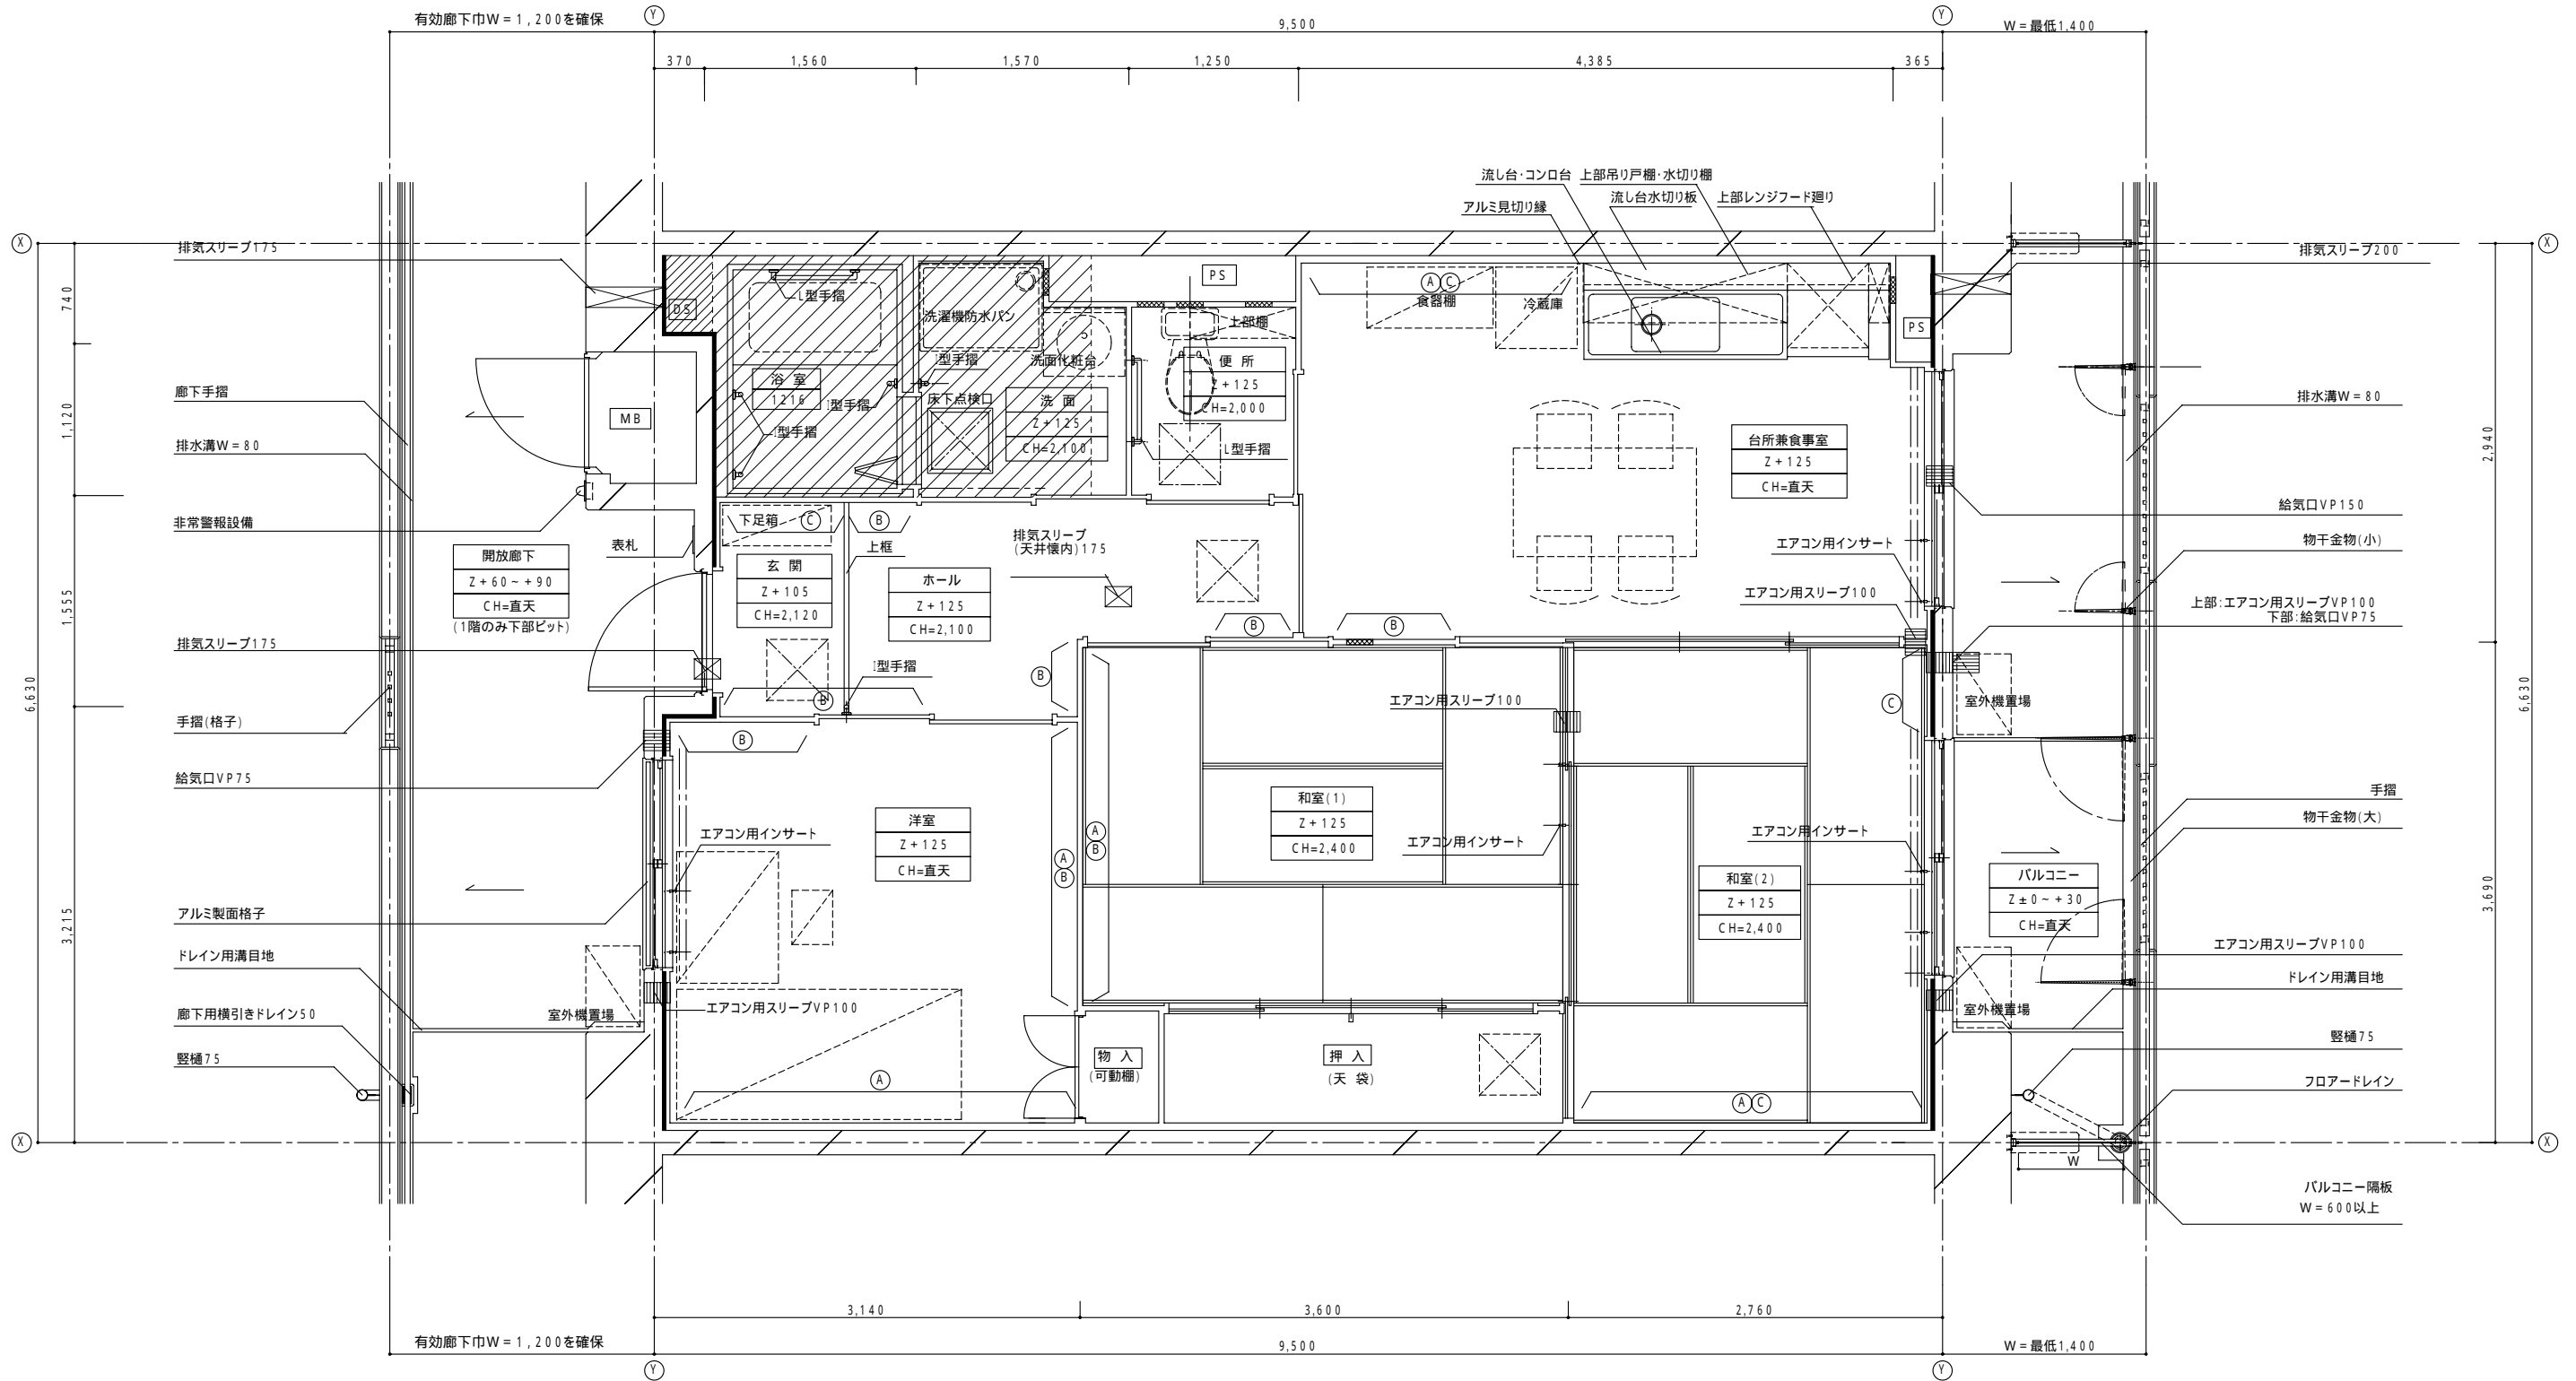 有効廊下巾W=1,200を確保
Y
9,500
Y
W=最低1,400
370
1,560
1,570
1,250
4,385
365
流し台・コンロ台
上部吊り戸棚・水切り棚
アルミ見切り縁
流し台水切り板
上部レンジフード廻り
X
排気スリーブ175
排気スリーブ200
X
PS
DS
L型手摺
洗濯機防水パン
上部棚
A C
食器棚
冷蔵庫
PS
740
浴 室
1216
I型手摺
I型手摺
I型手摺
床下点検口
洗面化粧台
洗 面
Z+125
CH=2,100
便 所
Z+125
CH=2,000
L型手摺
台所兼食事室
Z+125
CH=直天
廊下手摺
排水溝W=80
MB
1,120
排水溝W=80
2,940
非常警報設備
給気口VP150
表札
開放廊下
Z+60~+90
CH=直天
(1階のみ下部ピット)
下足箱
C
B
上框
玄 関
Z+105
CH=2,120
ホール
Z+125
CH=2,100
排気スリーブ
(天井懐内)175
エアコン用インサート
エアコン用スリーブ100
物干金物(小)
上部:エアコン用スリーブVP100
下部:給気口VP75
1,555
排気スリーブ175
B
B
B
I型手摺
B
エアコン用スリーブ100
C
室外機置場
6,630
6,630
手摺(格子)
B
給気口VP75
手摺
洋室
Z+125
CH=直天
エアコン用インサート
A
B
A
B
和室(1)
Z+125
CH=2,400
エアコン用インサート
エアコン用インサート
和室(2)
Z+125
CH=2,400
バルコニー
Z±0~+30
CH=直天
物干金物(大)
3,215
3,690
アルミ製面格子
ドレイン用溝目地
エアコン用スリーブVP100
ドレイン用溝目地
廊下用横引きドレイン50
室外機置場
エアコン用スリーブVP100
室外機置場
竪樋75
竪樋75
物 入
(可動棚)
押 入
(天 袋)
A
A C
フロアードレイン
X
X
W
バルコニー隔板
W=600以上
3,140
3,600
2,760
有効廊下巾W=1,200を確保
9,500
W=最低1,400
Y
Y